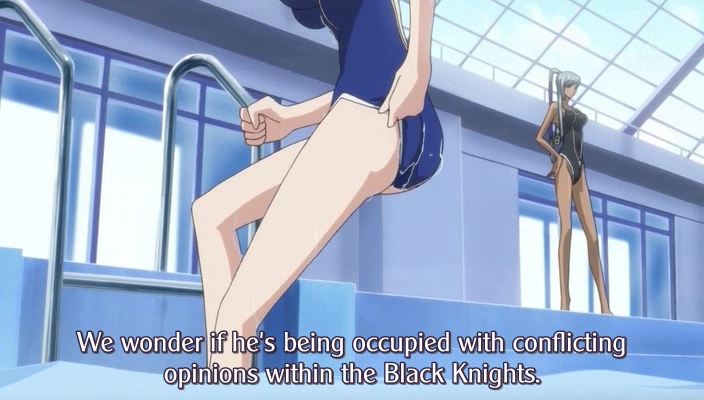 We wonder if he's being occupied with conflicting
opinions within the Black Knights.